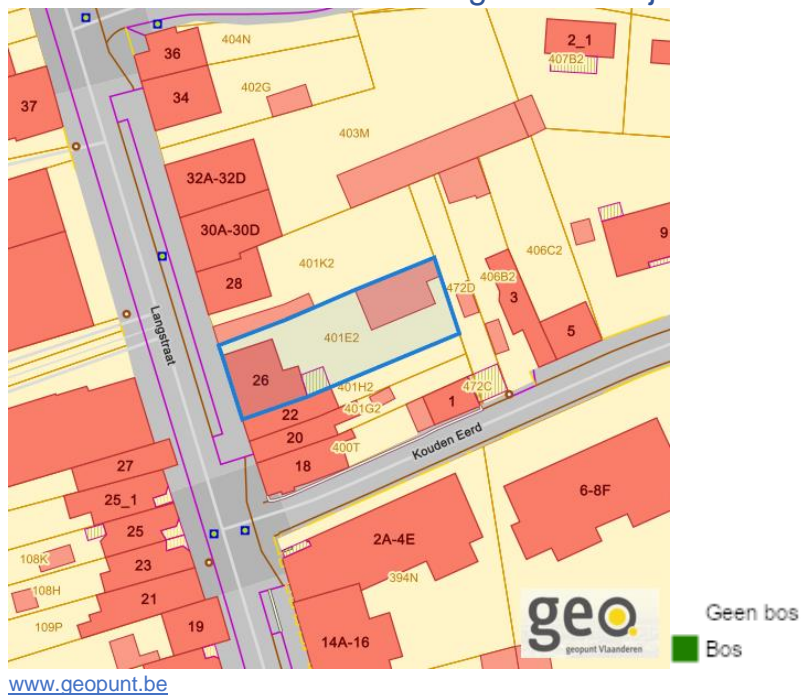 36
404N
2_1
407B2
34
402G
37
403M
32A-32D
30A-30D
401K2
406C2
9
28
472D
406B2
3
Langstraat
401E2
5
26
401H2
472C
22
401G2
1
20
400T
Kouden Eerd
18
27
25_1
6-8F
25
2A-4E
108K
23
394N
108H
21
109P
19
14A-16
geo.
geopunt Vlaanderen
Geen bos
Bos
www.geopunt.be